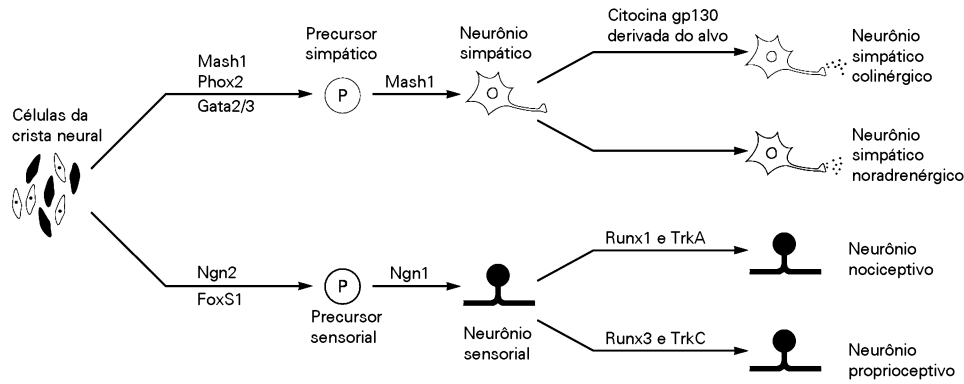 Células da
crista neural
Mash1
Phox2
Gata2/3
Precursor
simpático
P
Mash1
Neurônio
simpático
Citocina gp130
derivada do alvo
Neurônio
simpático
colinérgico
Neurônio
simpático
noradrenérgico
Ngn2
FoxS1
P
Precursor
sensorial
Ngn1
Neurônio
sensorial
Runx1 e TrkA
Neurônio
nociceptivo
Runx3 e TrkC
Neurônio
proprioceptivo